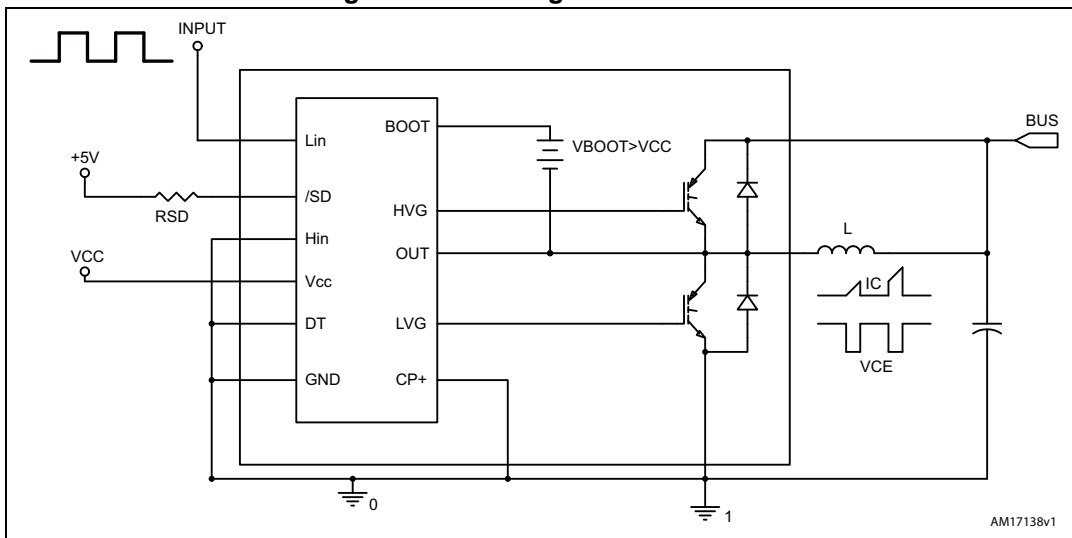 INPUT
BUS
BOOT
VBOOT>VCC
Lin
+5V
/SD
RSD
HVG
Hin
L
OUT
VCC
Vcc
IC
DT
LVG
VCE
GND
CP+
0
1
AM17138v1